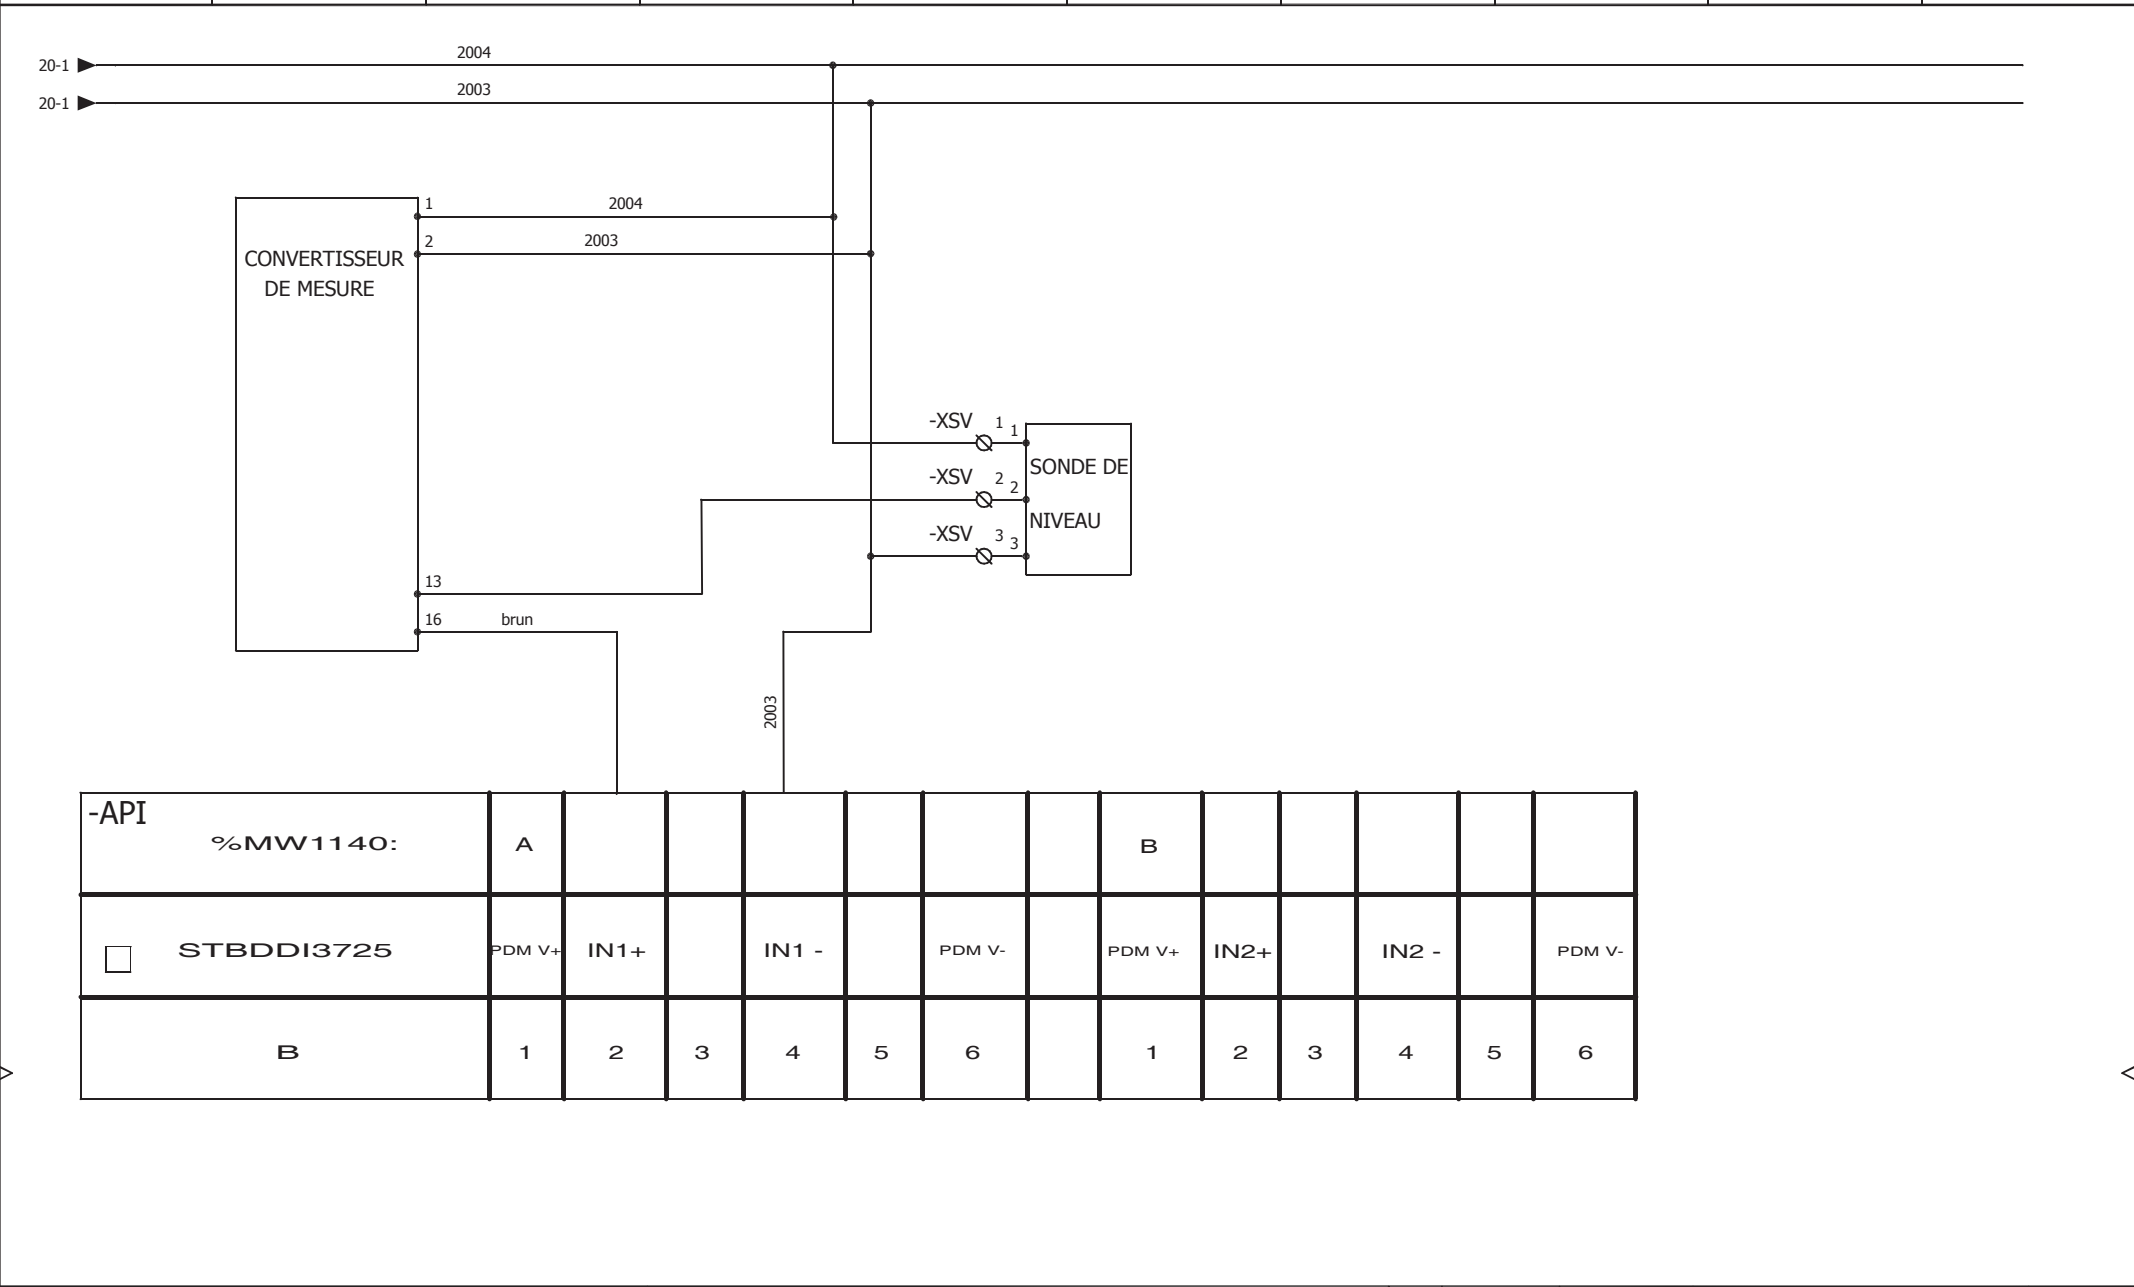 20-1
2004
20-1
2003
1
2004
2
2003
CONVERTISSEUR
DE MESURE
-XSV 1 1
SONDE DE
-XSV 2 2
NIVEAU
-XSV 3 3
13
16 brun
2003
-API
%MW1140: A B
STBDDI3725 PDM V+ IN1+ IN1 - PDM V- PDM V+ IN2+ IN2 - PDM V-
B 1 2 3 4 5 6 1 2 3 4 5 6